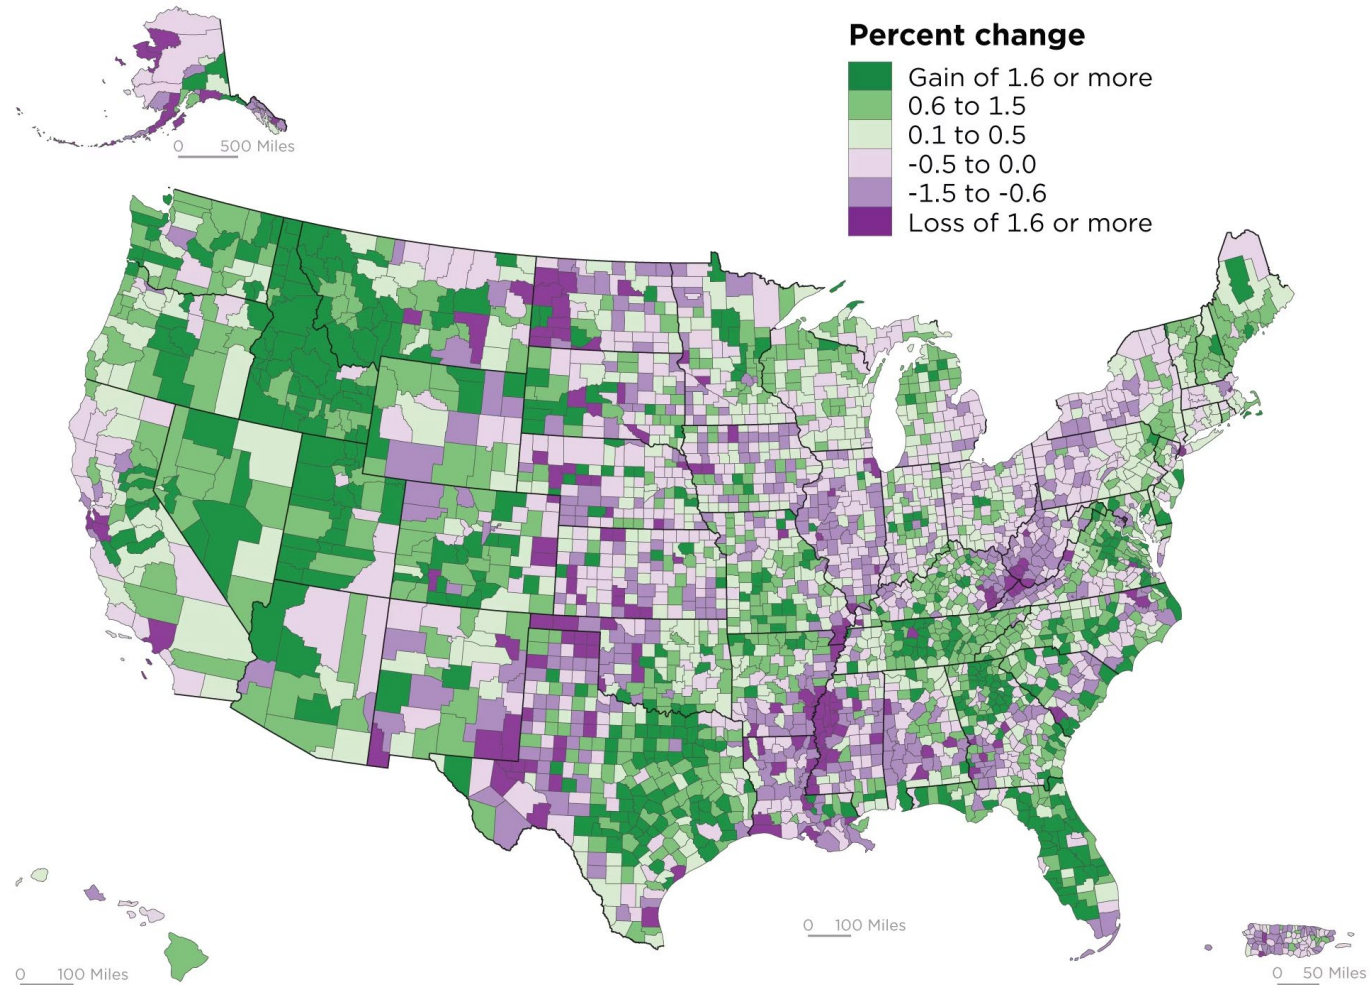 Percent change
Gain of 1.6 or more
0.6 to 1.5
0.1 to 0.5
-0.5 to 0.0
-1.5 to -0.6
Loss of 1.6 or more
0 500 Miles
0 100 Miles
0 100 Miles
0 50 Miles